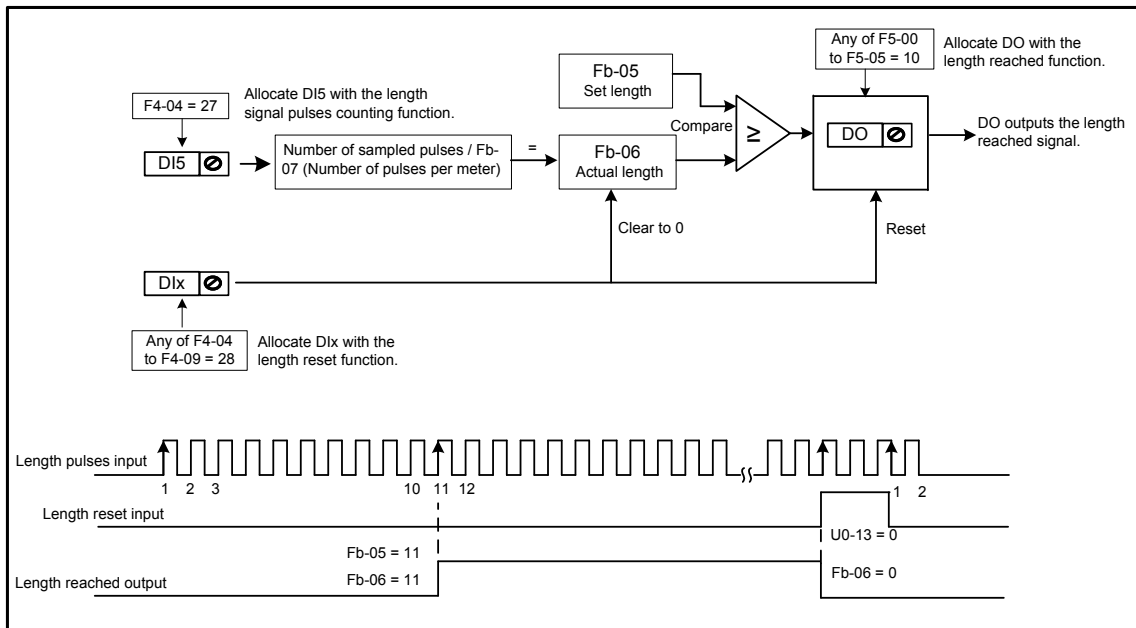 Any of F5-00
to F5-05 = 10
Allocate DO with the
length reached function.
Fb-05
Set length
F4-04 = 27
Allocate DI5 with the length
signal pulses counting function.
Compare
≥
DO
DO outputs the length
reached signal.
DI5
Number of sampled pulses / Fb-
07 (Number of pulses per meter)
=
Fb-06
Actual length
Clear to 0
Reset
DIx
Any of F4-04
to F4-09 = 28
Allocate DIx with the
length reset function.
Length pulses input
1 2 3 10 11 12 1 2
Length reset input
U0-13 = 0
Fb-05 = 11
Fb-06 = 11
Fb-06 = 0
Length reached output